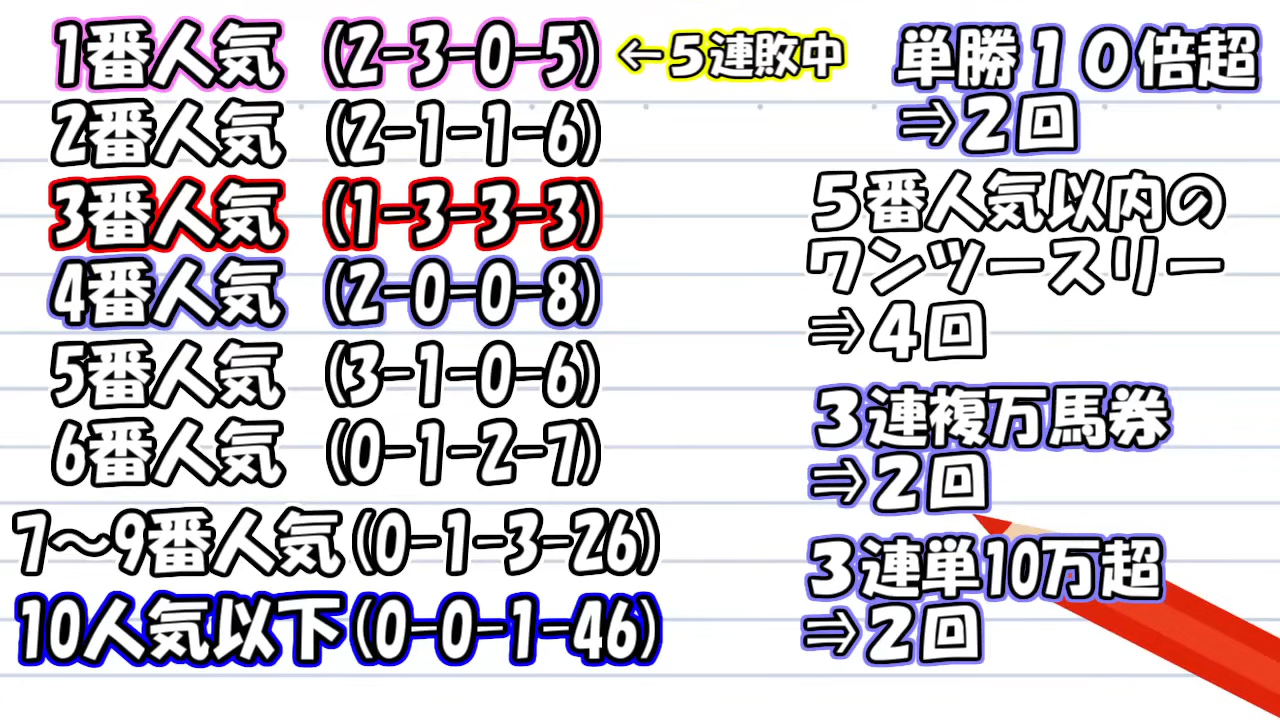 1番人気 (2-3-0-5) ←5連敗中
2番人気 (2-1-1-6)
3番人気 (1-3-3-3)
4番人気 (2-0-0-8)
5番人気 (3-1-0-6)
6番人気 (0-1-2-7)
7〜9番人気(0-1-3-26)
10人気以下(0-0-1-46)
単勝10倍超
⇒2回
5番人気以内の
ワンツースリー
⇒4回
3連複万馬券
⇒2回
3連単10万超
⇒2回